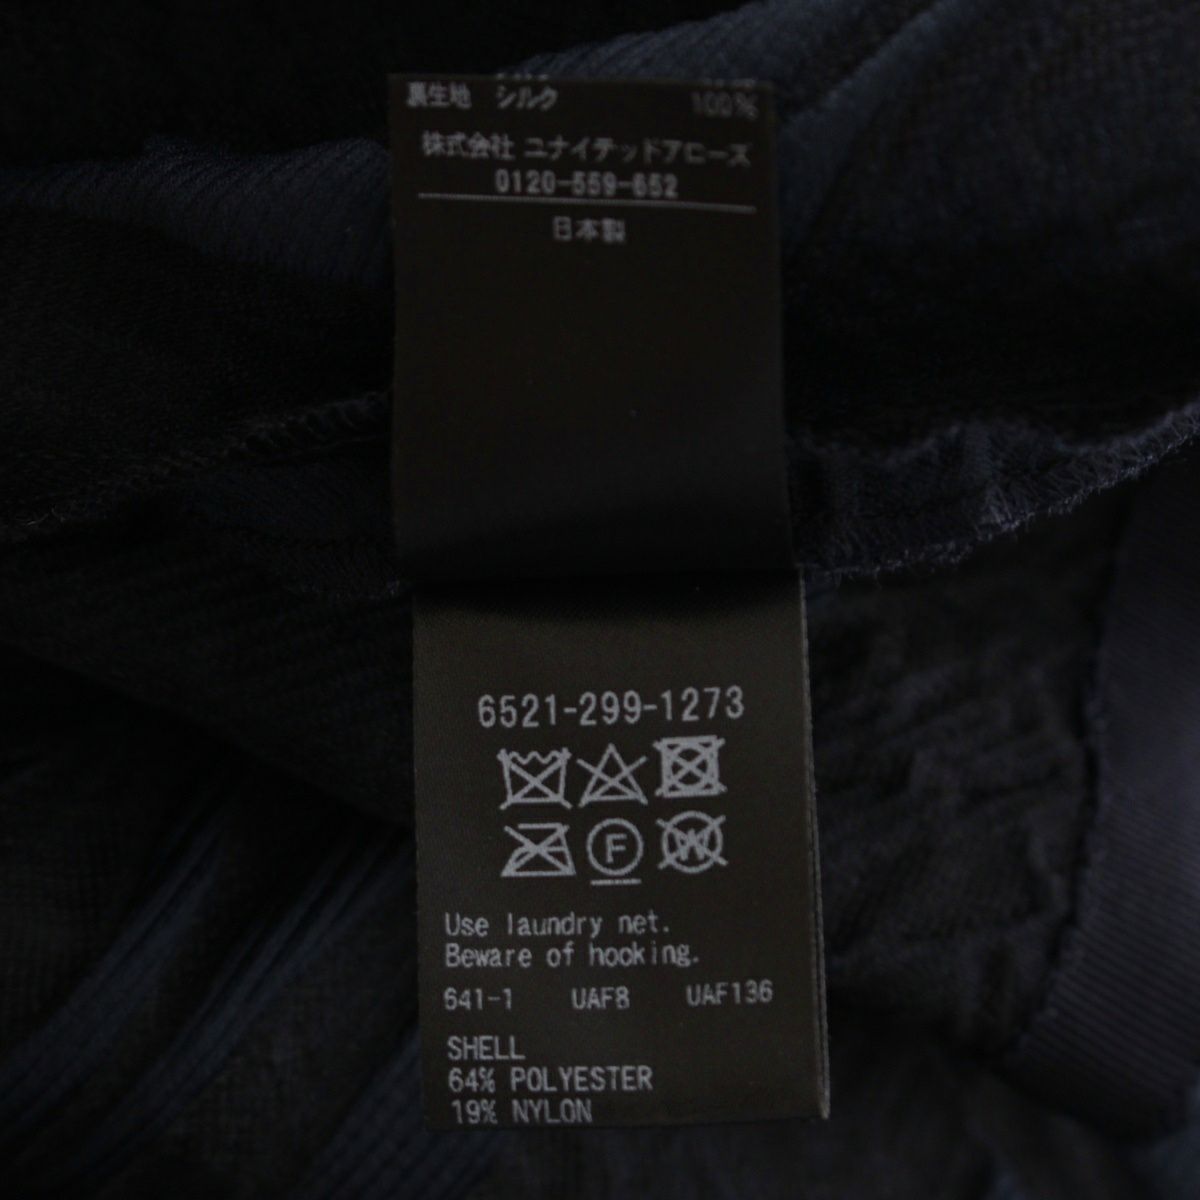 裏生地 シルク 100%
株式会社 ユナイテッドアローズ
0120-559-652
日本製
6521-299-1273
F W
Use laundry net.
Beware of hooking.
641-1 UAF8 UAF136
SHELL
64% POLYESTER
19% NYLON